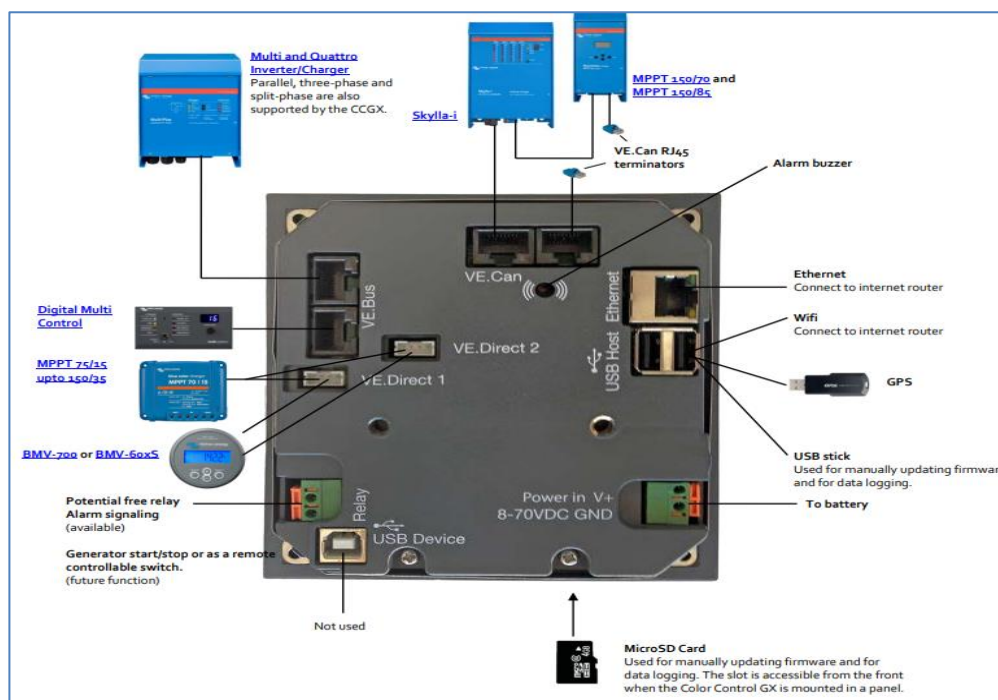 Multi and Quattro
Inverter/Charger
Parallel, three-phase and
split-phase are also
supported by the CCGX.
Skylla-i
MPPT 150/70 and
MPPT 150/85
VE.Can RJ45
terminators
Alarm buzzer
VE.Can
Ethernet
Connect to internet router
Wifi
Connect to internet router
Ethernet
USB Host
GPS
USB stick
Used for manually updating firmware
and for data logging.
To battery
Digital Multi
Control
VE.Bus
VE.Direct 2
MPPT 75/15
upto 150/35
MPPT 70 / 15
VE.Direct 1
BMV-700 or BMV-60xS
Potential free relay
Alarm signaling
(available)
Relay
Power in V+
8-70VDC GND
Generator start/stop or as a remote
controllable switch.
(future function)
USB Device
Not used
MicroSD Card
Used for manually updating firmware and for
data logging. The slot is accessible from the front
when the Color Control GX is mounted in a panel.